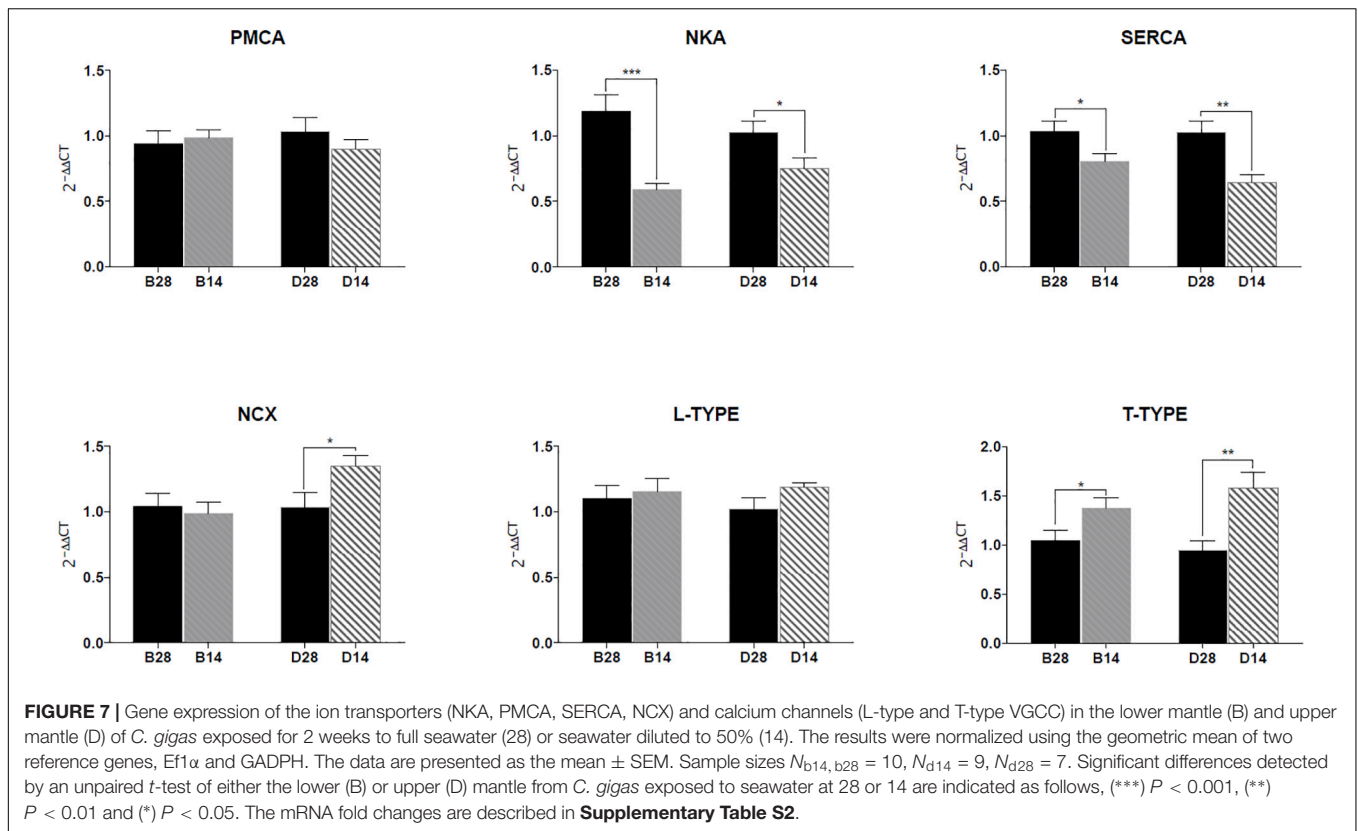 PMCA
NKA
SERCA
1.5
1.0
0.5
0.0
2^-ΔΔCT
B28 B14 D28 D14
1.5
1.0
0.5
0.0
2^-ΔΔCT
***
*
B28 B14 D28 D14
1.5
1.0
0.5
0.0
2^-ΔΔCT
*
**
B28 B14 D28 D14
NCX
L-TYPE
T-TYPE
1.5
1.0
0.5
0.0
2^-ΔΔCT
*
B28 B14 D28 D14
1.5
1.0
0.5
0.0
2^-ΔΔCT
B28 B14 D28 D14
2.0
1.5
1.0
0.5
0.0
2^-ΔΔCT
*
**
B28 B14 D28 D14
FIGURE 7 | Gene expression of the ion transporters (NKA, PMCA, SERCA, NCX) and calcium channels (L-type and T-type VGCC) in the lower mantle (B) and upper
mantle (D) of C. gigas exposed for 2 weeks to full seawater (28) or seawater diluted to 50% (14). The results were normalized using the geometric mean of two
reference genes, Ef1α and GADPH. The data are presented as the mean ± SEM. Sample sizes N_b14, b28 = 10, N_d14 = 9, N_d28 = 7. Significant differences detected
by an unpaired t-test of either the lower (B) or upper (D) mantle from C. gigas exposed to seawater at 28 or 14 are indicated as follows, (***) P < 0.001, (**)
P < 0.01 and (*) P < 0.05. The mRNA fold changes are described in Supplementary Table S2.